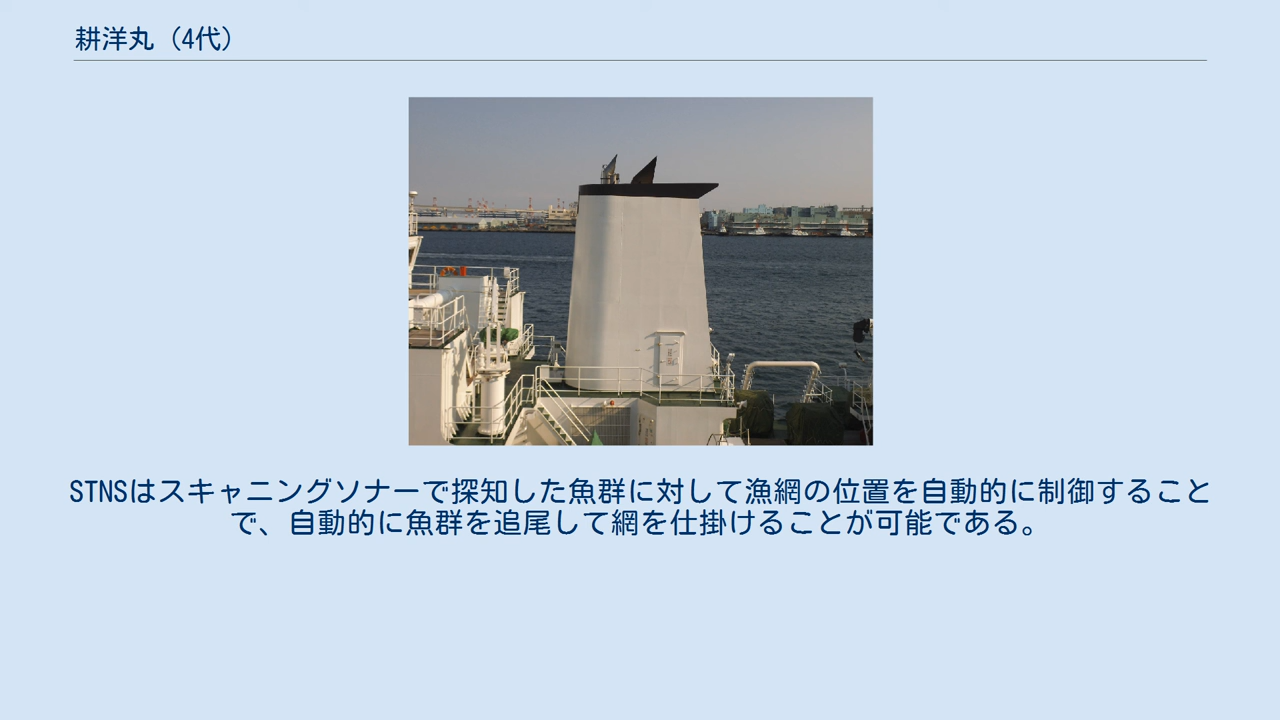 耕洋丸（4代）
STNSはスキャニングソナーで探知した魚群に対して漁網の位置を自動的に制御すること
で、自動的に魚群を追尾して網を仕掛けることが可能である。